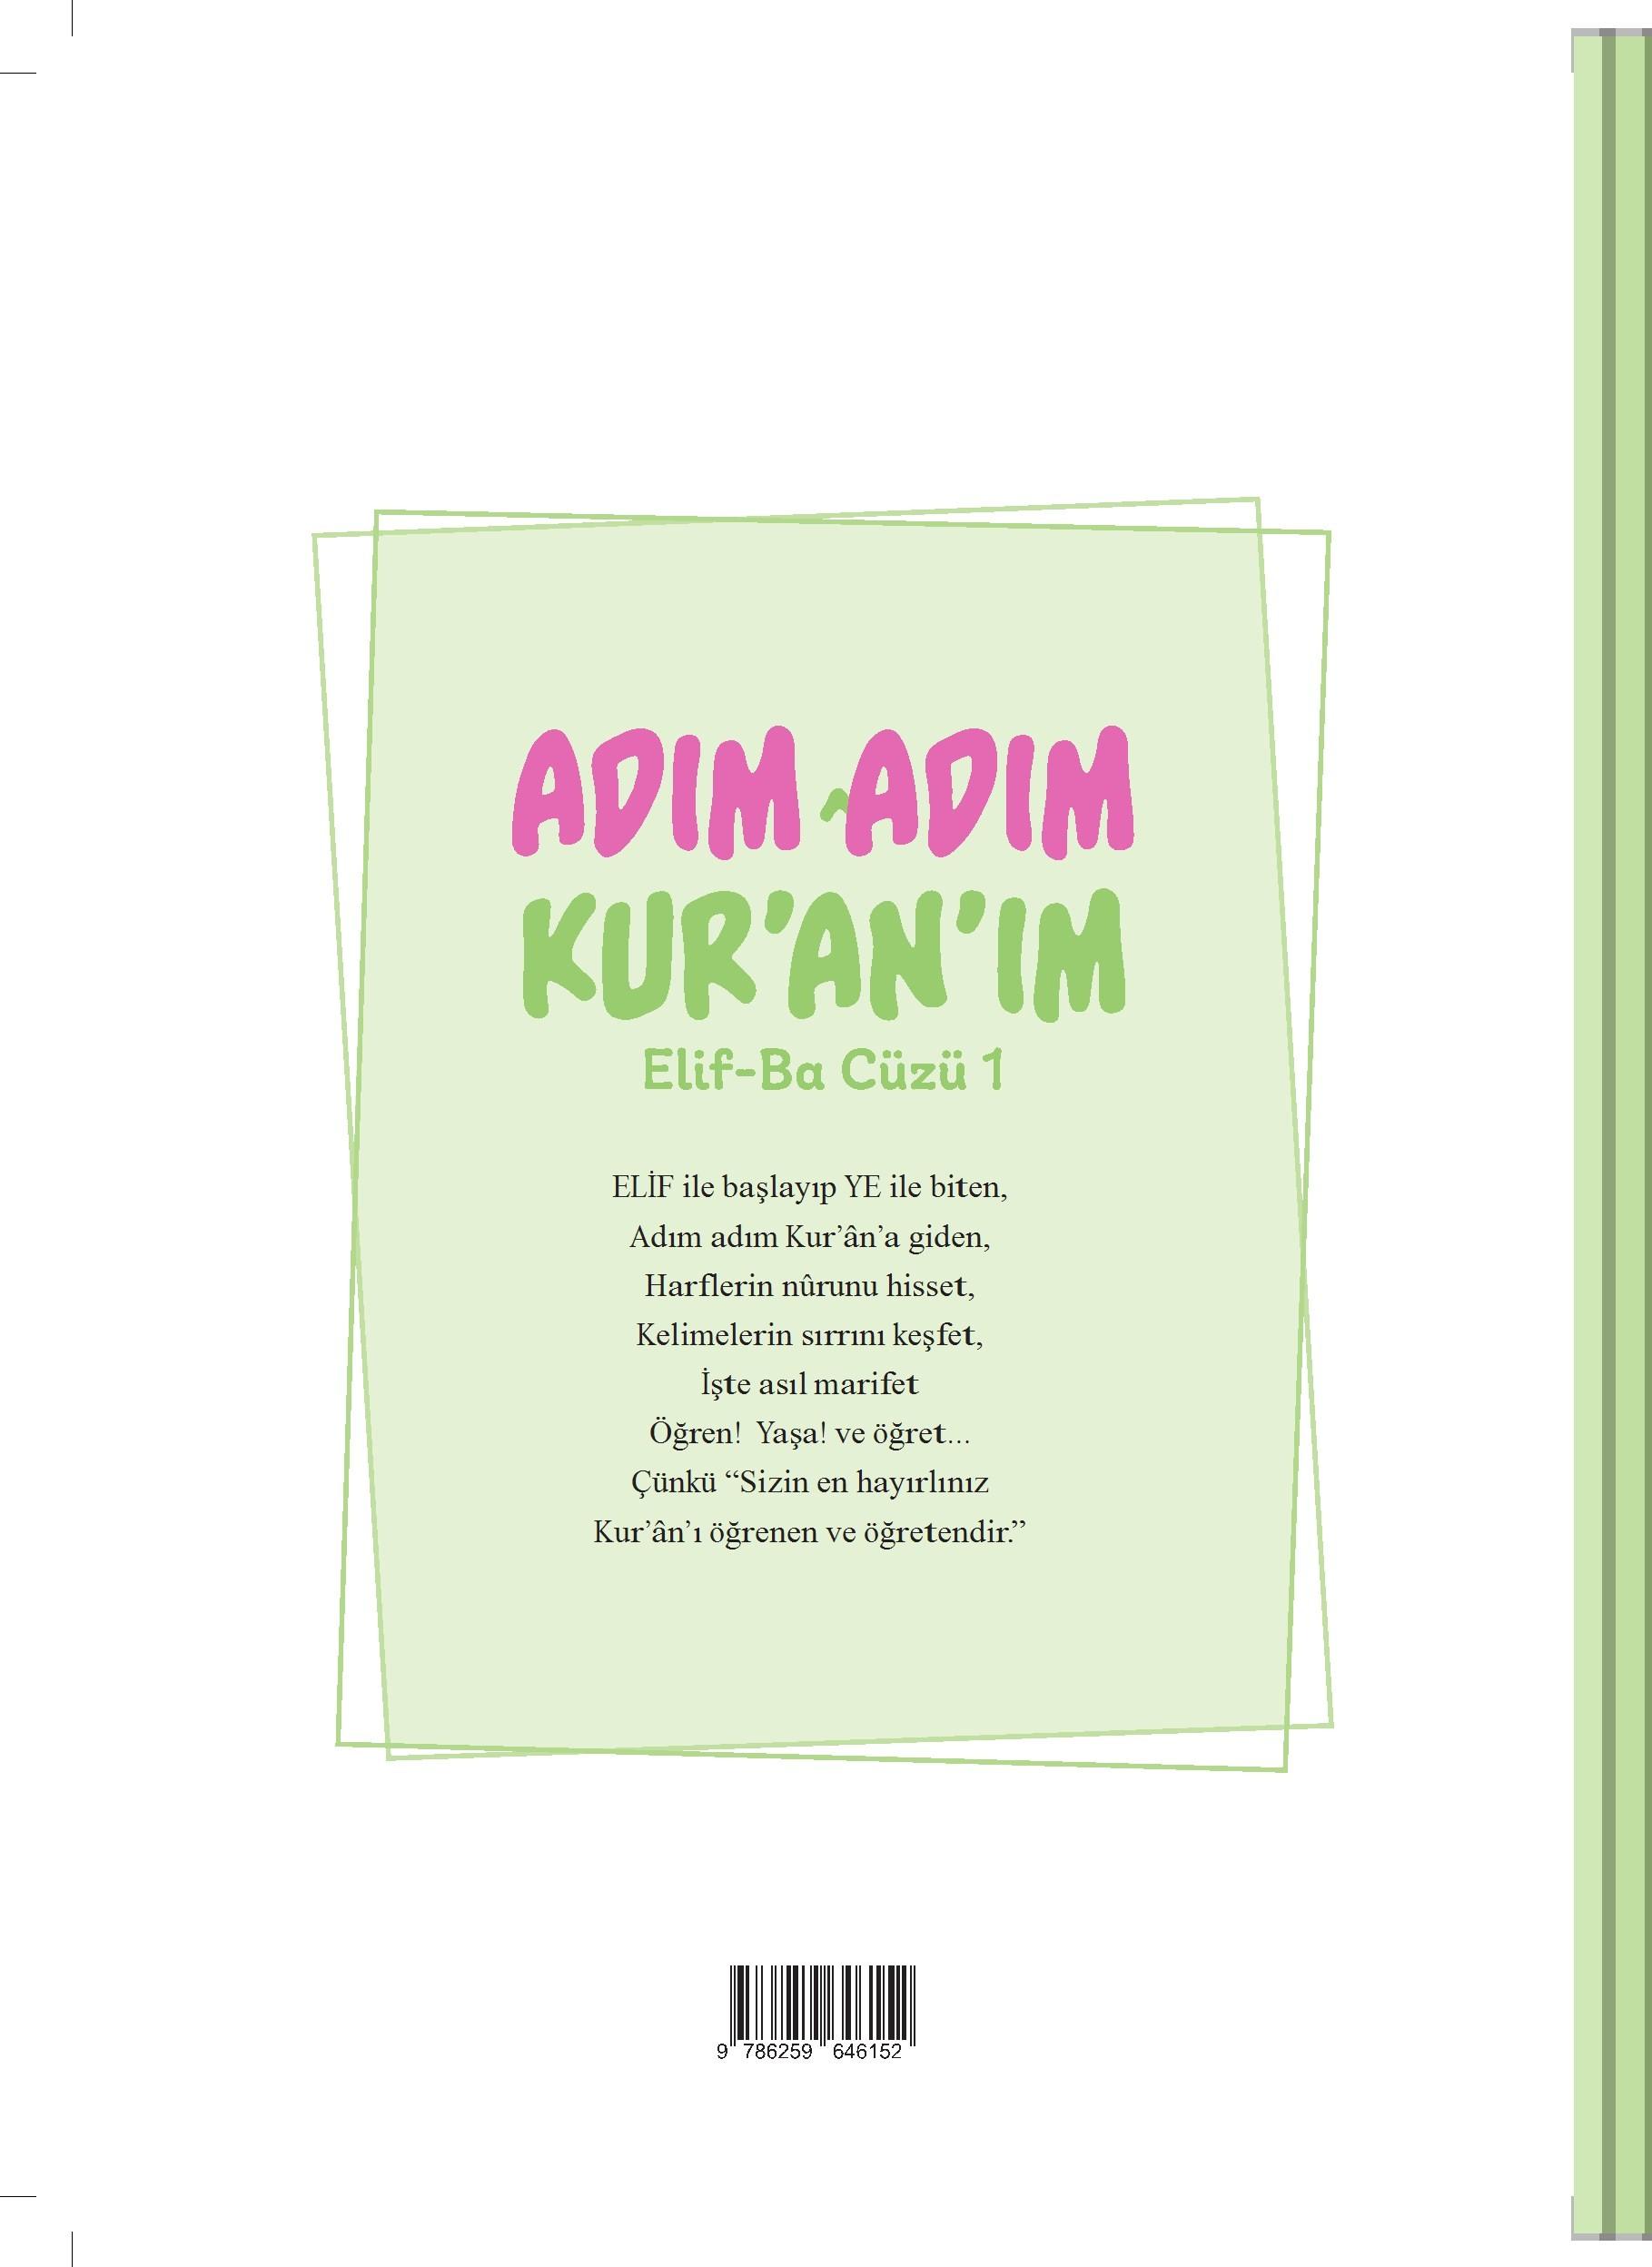 ADIM ADIM
KUR’ÂN’IM
Elif-Ba Cüzü 1
ELİF ile başlayıp YE ile biten,
Adım adım Kur’ân’a giden,
Harflerin nûrunu hisset,
Kelimelerin sırrını keşfet,
İşte asıl marifet
Öğren!  Yaşa! ve öğret...
Çünkü “Sizin en hayırlınız
Kur’ân’ı öğrenen ve öğretendir.”
9 786259 646152